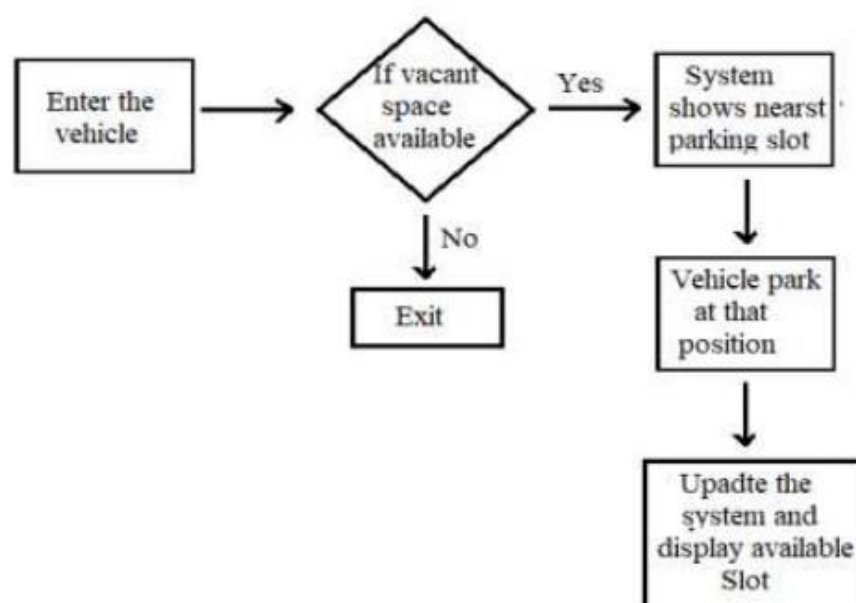 Enter the
vehicle
If vacant
space
available
Yes
System
shows nearst
parking slot
No
Exit
Vehicle park
at that
position
Upadte the
system and
display available
Slot